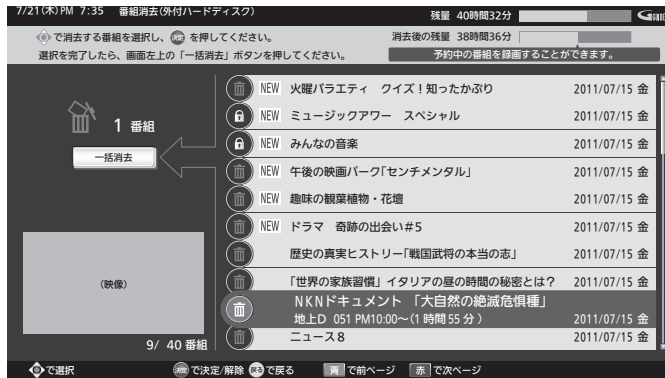 7/21(木)PM 7:35 番組消去(外付ハードディスク)
残量 40時間32分
で消去する番組を選択し、決定 を押してください。
選択を完了したら、画面左上の「一括消去」ボタンを押してください。
消去後の残量 38時間36分
予約中の番組を録画することができます。
1 番組
一括消去
NEW 火曜バラエティ クイズ!知ったかぶり 2011/07/15 金
NEW ミュージックアワー スペシャル 2011/07/15 金
NEW みんなの音楽 2011/07/15 金
NEW 午後の映画パーク「センチメンタル」 2011/07/15 金
NEW 趣味の観葉植物・花壇 2011/07/15 金
NEW ドラマ 奇跡の出会い#5 2011/07/15 金
歴史の真実ヒストリー「戦国武将の本当の志」 2011/07/15 金
「世界の家族習慣」イタリアの昼の時間の秘密とは? 2011/07/15 金
NKNドキュメント 「大自然の絶滅危惧種」
地上D 051 PM10:00~(1時間55分) 2011/07/15 金
ニュース8 2011/07/15 金
(映像)
9/ 40番組
で選択 決定 で決定/解除 戻る で戻る 青 で前ページ 赤 で次ページ